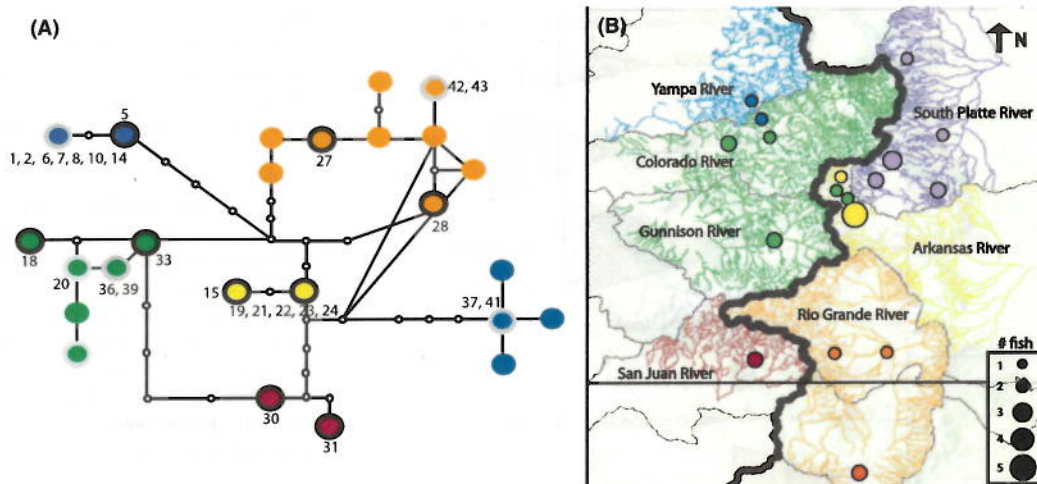 (A)
5
1, 2, 6, 7, 8, 10, 14
42, 43
27
28
18
33
20
36, 39
15
19, 21, 22, 23, 24
37, 41
30
31
(B)
N
Yampa River
South Platte River
Colorado River
Gunnison River
Arkansas River
Rio Grande River
San Juan River
# fish
1
2
3
4
5